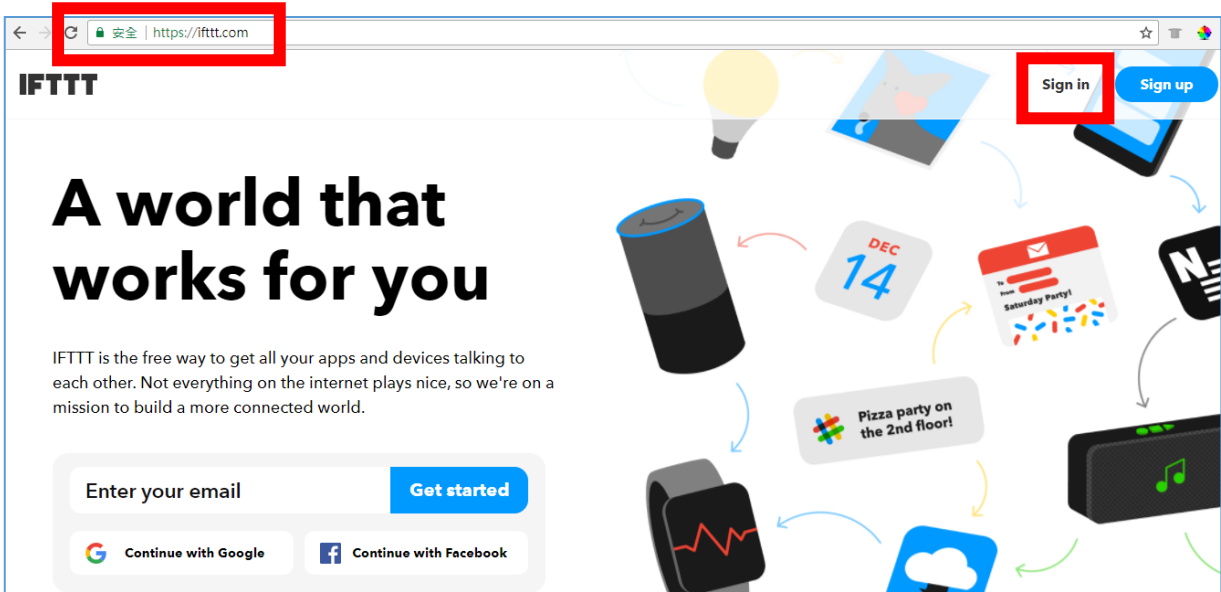 安全 | https://ifttt.com
IFTTT
Sign in
Sign up
A world that
works for you
IFTTT is the free way to get all your apps and devices talking to
each other. Not everything on the internet plays nice, so we're on a
mission to build a more connected world.
Enter your email
Get started
Continue with Google
Continue with Facebook
DEC
14
To
From
Saturday Party!
N
Pizza party on
the 2nd floor!